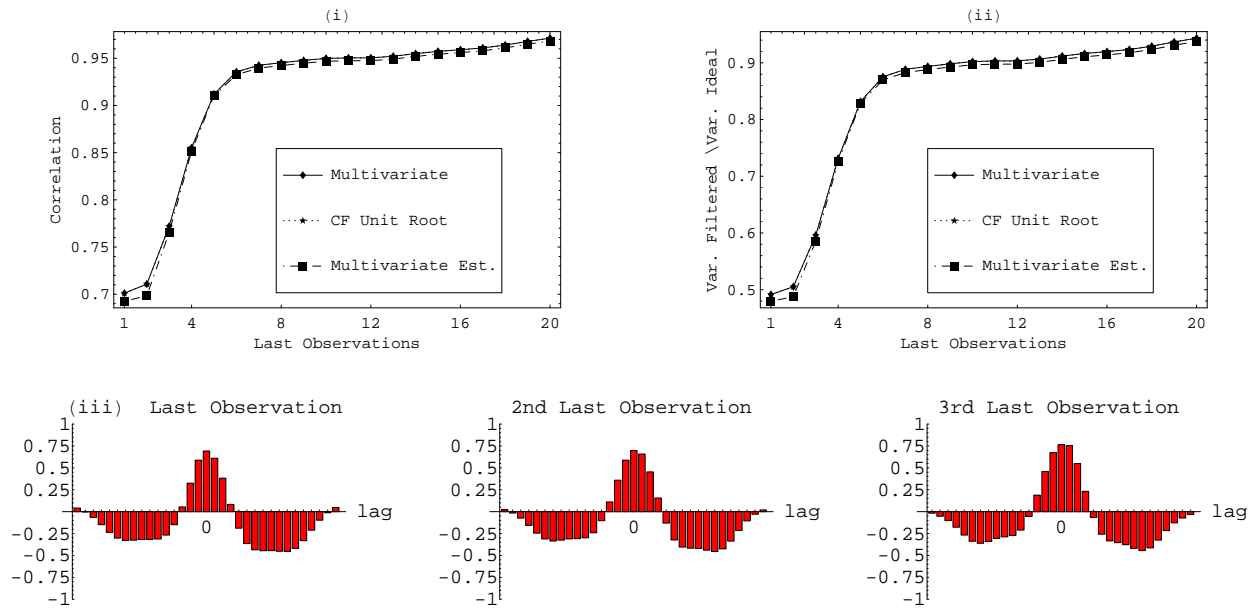 (i)
Correlation
0.95
0.9
0.85
0.8
0.75
0.7
Multivariate
CF Unit Root
Multivariate Est.
1 4 8 12 16 20
Last Observations
(ii)
Var. Filtered \Var. Ideal
0.9
0.8
0.7
0.6
0.5
Multivariate
CF Unit Root
Multivariate Est.
1 4 8 12 16 20
Last Observations
(iii) Last Observation
1
0.75
0.5
0.25
-0.25
-0.5
-0.75
-1
0
lag
2nd Last Observation
1
0.75
0.5
0.25
-0.25
-0.5
-0.75
-1
0
lag
3rd Last Observation
1
0.75
0.5
0.25
-0.25
-0.5
-0.75
-1
0
lag